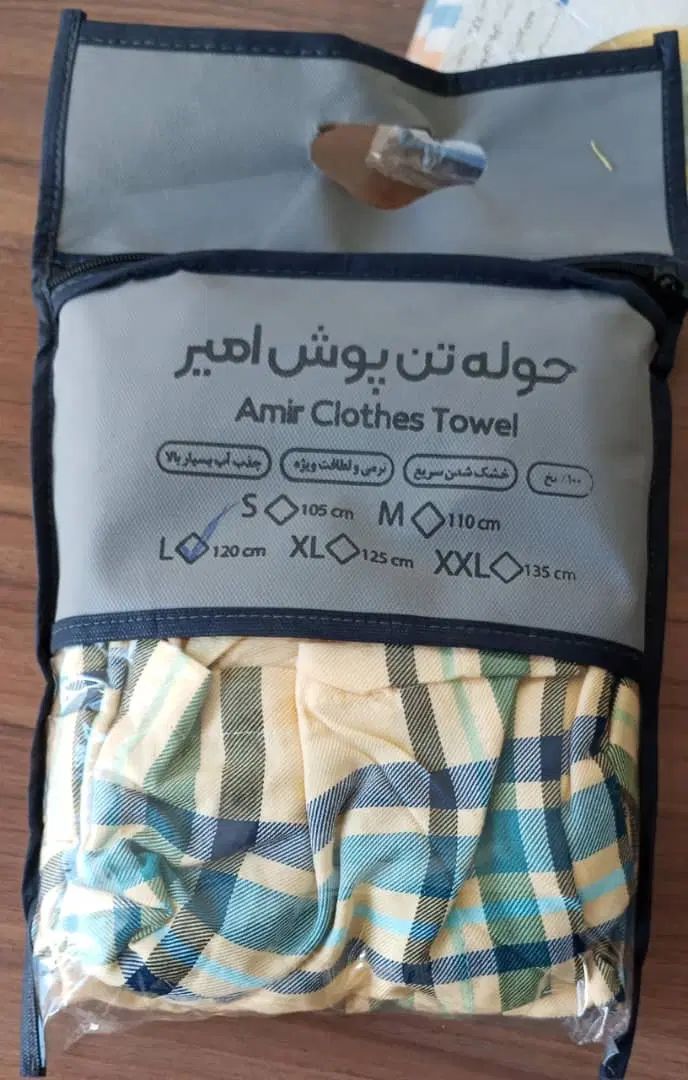 حوله تن پوش امیر
Amir Clothes Towel
۱۰۰٪ نخ خشک شدن سریع نرمی و لطافت ویژه جذب آب بسیار بالا
S 105 cm M 110 cm
L 120 cm XL 125 cm XXL 135 cm